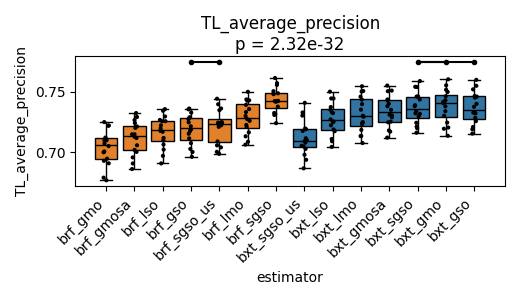 TL_average_precision
p = 2.32e-32
TL_average_precision
0.75
0.70
brf_gmo
brf_gmosa
brf_lso
brf_gso
brf_sgso_us
brf_lmo
brf_sgso
bxt_sgso_us
bxt_lso
bxt_lmo
bxt_gmosa
bxt_sgso
bxt_gmo
bxt_gso
estimator